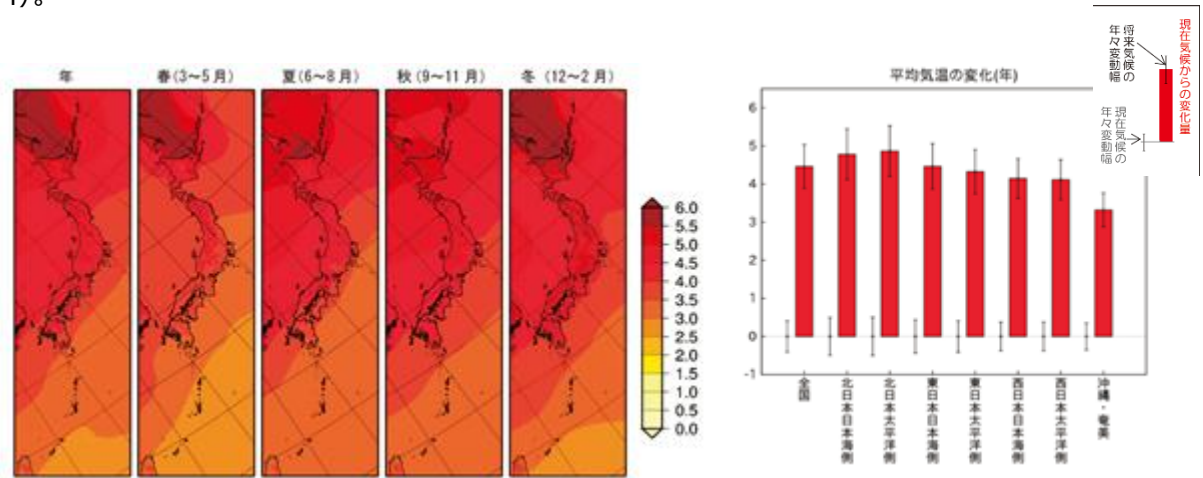 年
春(3～5月)
夏(6～8月)
秋(9～11月)
冬(12～2月)
6.0
5.5
5.0
4.5
4.0
3.5
3.0
2.5
2.0
1.5
1.0
0.5
0.0
平均気温の変化(年)
6
5
4
3
2
1
0
-1
全国
北日本日本海側
北日本太平洋側
東日本日本海側
東日本太平洋側
西日本日本海側
西日本太平洋側
沖縄・奄美
現在気候からの変化量
将来気候の
年々変動幅
現在気候の
年々変動幅